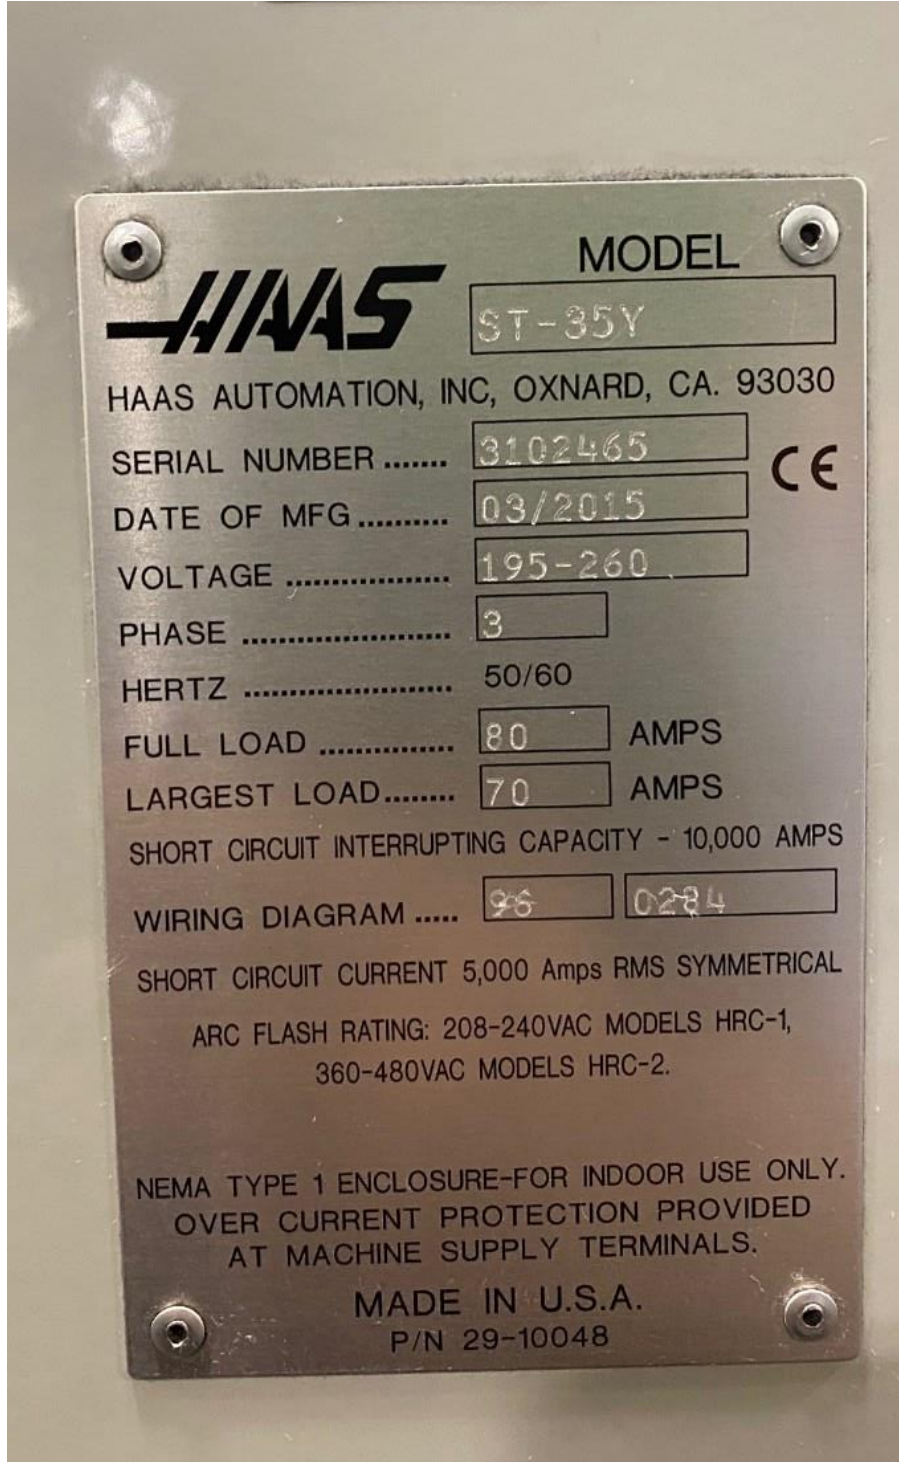 MODEL
HAAS ST-35Y
HAAS AUTOMATION, INC, OXNARD, CA. 93030
SERIAL NUMBER ....... 3102465
CE
DATE OF MFG .......... 03/2015
VOLTAGE .................. 195-260
PHASE ....................... 3
HERTZ ....................... 50/60
FULL LOAD ............... 80 AMPS
LARGEST LOAD ........ 70 AMPS
SHORT CIRCUIT INTERRUPTING CAPACITY - 10,000 AMPS
WIRING DIAGRAM ..... 96 0284
SHORT CIRCUIT CURRENT 5,000 Amps RMS SYMMETRICAL
ARC FLASH RATING: 208-240VAC MODELS HRC-1,
360-480VAC MODELS HRC-2.
NEMA TYPE 1 ENCLOSURE-FOR INDOOR USE ONLY.
OVER CURRENT PROTECTION PROVIDED
AT MACHINE SUPPLY TERMINALS.
MADE IN U.S.A.
P/N 29-10048